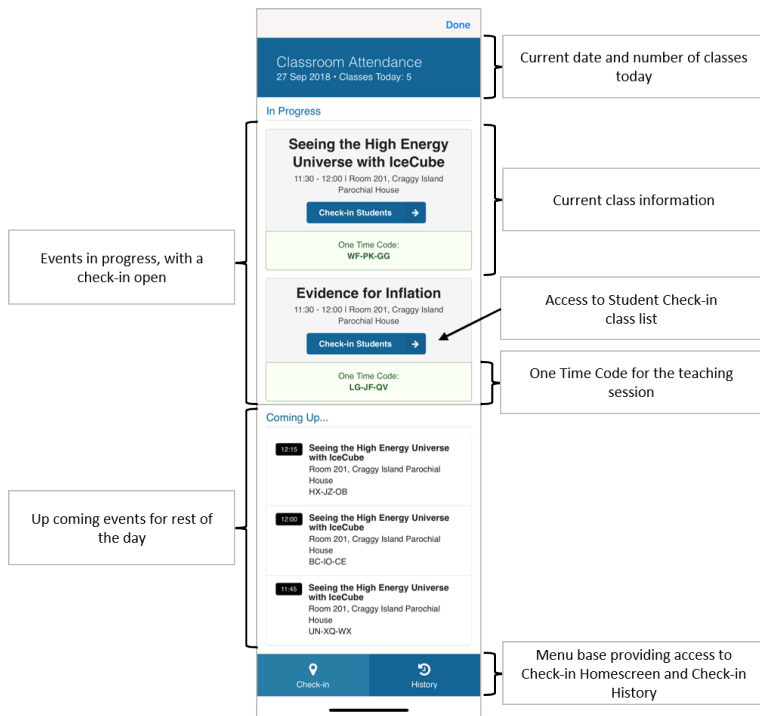 Done
Classroom Attendance
27 Sep 2018 • Classes Today: 5
Current date and number of classes
today
In Progress
Seeing the High Energy
Universe with IceCube
11:30 - 12:00 | Room 201, Craggy Island
Parochial House
Check-in Students
One Time Code:
WF-PK-GG
Current class information
Events in progress, with a
check-in open
Evidence for Inflation
11:30 - 12:00 | Room 201, Craggy Island
Parochial House
Check-in Students
One Time Code:
LG-JF-QV
Access to Student Check-in
class list
One Time Code for the teaching
session
Coming Up...
12:15 Seeing the High Energy Universe
with IceCube
Room 201, Craggy Island Parochial
House
HX-JZ-OB
12:00 Seeing the High Energy Universe
with IceCube
Room 201, Craggy Island Parochial
House
BC-IO-CE
11:45 Seeing the High Energy Universe
with IceCube
Room 201, Craggy Island Parochial
House
UN-XQ-WX
Up coming events for rest of
the day
Check-in
History
Menu base providing access to
Check-in Homescreen and Check-in
History